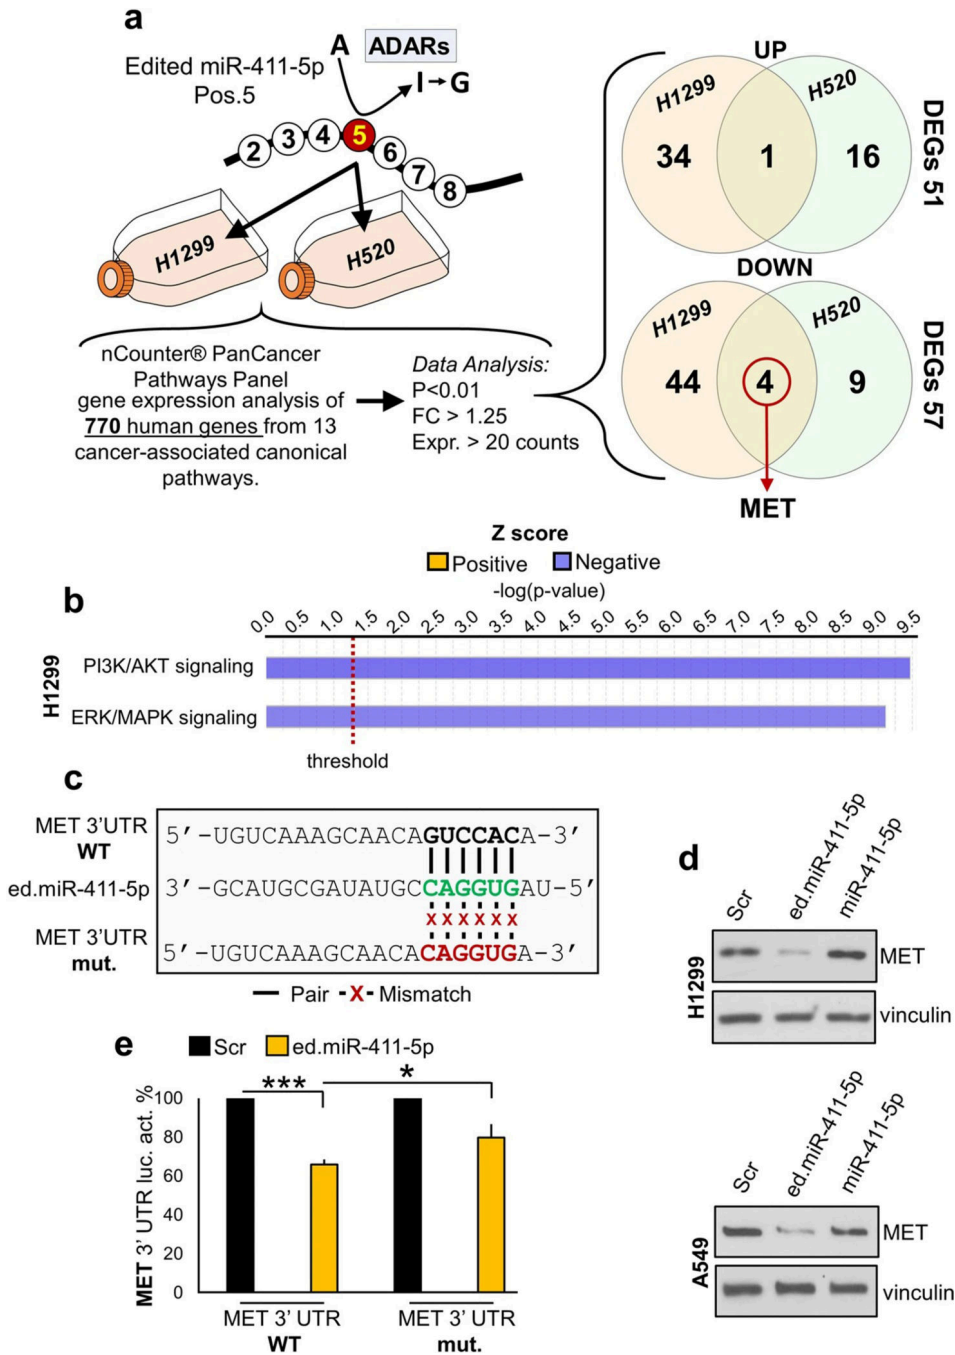 a
A ADARs
Edited miR-411-5p
Pos.5
I→G
2 3 4 5 6 7 8
H1299
H520
nCounter® PanCancer
Pathways Panel
gene expression analysis of
770 human genes from 13
cancer-associated canonical
pathways.
Data Analysis:
P<0.01
FC > 1.25
Expr. > 20 counts
UP
H1299
H520
34 1 16
DEGs 51
DOWN
H1299
H520
44 4 9
DEGs 57
MET
b
Z score
Positive Negative
-log(p-value)
0.0 0.5 1.0 1.5 2.0 2.5 3.0 3.5 4.0 4.5 5.0 5.5 6.0 6.5 7.0 7.5 8.0 8.5 9.0 9.5
H1299
PI3K/AKT signaling
ERK/MAPK signaling
threshold
c
MET 3'UTR
WT
5'-UGUCAAAGCAACAGUCCACA-3'
ed.miR-411-5p
3'-GCAUGCGAUAUGCCAGGUGAU-5'
X X X X X X
MET 3'UTR
mut.
5'-UGUCAAAGCAACACAGGUGA-3'
Pair -X- Mismatch
d
Scr ed.miR-411-5p miR-411-5p
H1299
MET
vinculin
Scr ed.miR-411-5p miR-411-5p
A549
MET
vinculin
e
Scr ed.miR-411-5p
*** *
MET 3' UTR luc. act. %
100
80
60
40
20
0
MET 3' UTR MET 3' UTR
WT mut.